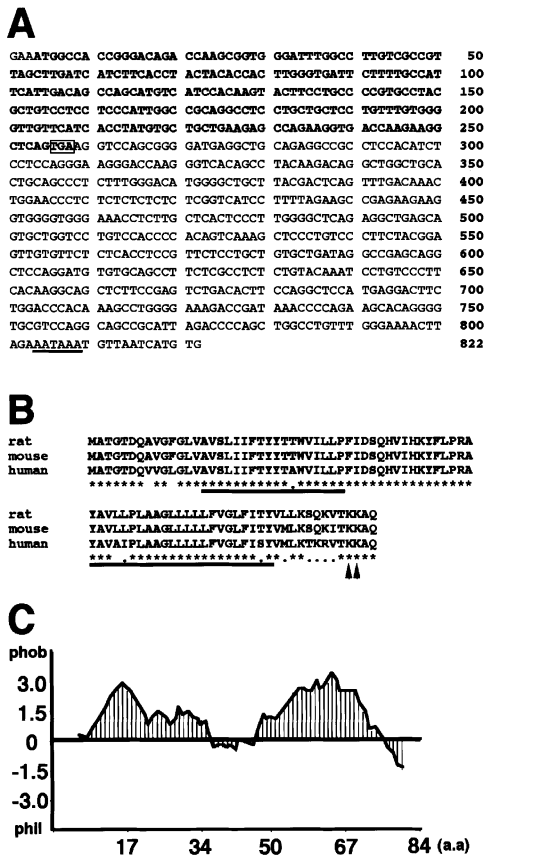 A
GAAATGGCCA CCGGGACAGA CCAAGCGGTG GGATTTGGCC TTGTCGCCGT 50
TAGCTTGATC ATCTTCACCT ACTACACCAC TTGGGTGATT CTTTTGCCAT 100
TCATTGACAG CCAGCATGTC ATCCACAAGT ACTTCCTGCC CCGTGCCTAC 150
GCTGTCCTCC TCCCATTGGC CGCAGGCCTC CTGCTGCTCC TGTTTGTGGG 200
GTTGTTCATC ACCTATGTGC TGCTGAAGAG CCAGAAGGTG ACCAAGAAGG 250
CTCAGTGAAG GTCCAGCGGG GATGAGGCTG CAGAGGCCGC CTCCACATCT 300
CCTCCAGGGA AGGGACCAAG GGTCACAGCC TACAAGACAG GCTGGCTGCA 350
CTGCAGCCCT CTTTGGGACA TGGGGCTGCT TACGACTCAG TTTGACAAAC 400
TGGAACCCTC TCTCTCTCTC TCGGTCATCC TTTTAGAAGC CGAGAAGAAG 450
GTGGGGTGGG AAACCTCTTG CTCACTCCCT TGGGGCTCAG AGGCTGAGCA 500
GTGCTGGTCC TGTCCACCCC ACAGTCAAAG CTCCCTGTCC CTTCTACGGA 550
GTTGTGTTCT CTCACCTCCG TTCTCCTGCT GTGCTGATAG GCCGAGCAGG 600
CTCCAGGATG TGTGCAGCCT TCTCGCCTCT CTGTACAAAT CCTGTCCCTT 650
CACAAGGCAG CTCTTCCGAG TCTGACACTT CCAGGCTCCA TGAGGACTTC 700
TGGACCCACA AAGCCTGGGG AAAGACCGAT AAACCCCAGA AGCACAGGGG 750
TGCGTCCAGG CAGCCGCATT AGACCCCAGC TGGCCTGTTT GGGAAAACTT 800
AGAAATAAAT GTTAATCATG TG 822
B
rat MATGTDQAVGFGLVAVSLIIFTYYTTWVILLPFIDSQHVIHKYFLPRA
mouse MATGTDQAVGFGLVAVSLIIFTYYTTWVILLPFIDSQHVIHKYFLPRA
human MATGTDQVVGLGLVAVSLIIFTYYTAWVILLPFIDSQHVIHKYFLPRA
******* ** **************.**********************
rat YAVLLPLAAGLLLLLFVGLFITYVLLKSQKVTKKAQ
mouse YAVLLPLAAGLLLLLFVGLFITYVMLKSQKITKKAQ
human YAVAIPLAAGLLLLLFVGLFISYVMLKTKRVTKKAQ
*** .****************.**.**....*****
C
phob
3.0
1.5
0
-1.5
-3.0
phil
17 34 50 67 84 (a.a)